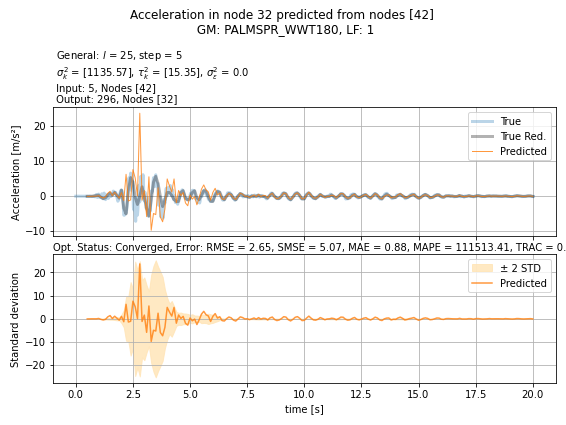 Acceleration in node 32 predicted from nodes [42]
GM: PALMSPR_WWT180, LF: 1
General: l = 25, step = 5
σ²ₖ = [1135.57], τ²ₖ = [15.35], σ²ε = 0.0
Input: 5, Nodes [42]
Output: 296, Nodes [32]
Acceleration [m/s²]
20
10
0
−10
True
True Red.
Predicted
Opt. Status: Converged, Error: RMSE = 2.65, SMSE = 5.07, MAE = 0.88, MAPE = 111513.41, TRAC = 0.
Standard deviation
20
10
0
−10
−20
± 2 STD
Predicted
0.0 2.5 5.0 7.5 10.0 12.5 15.0 17.5 20.0
time [s]